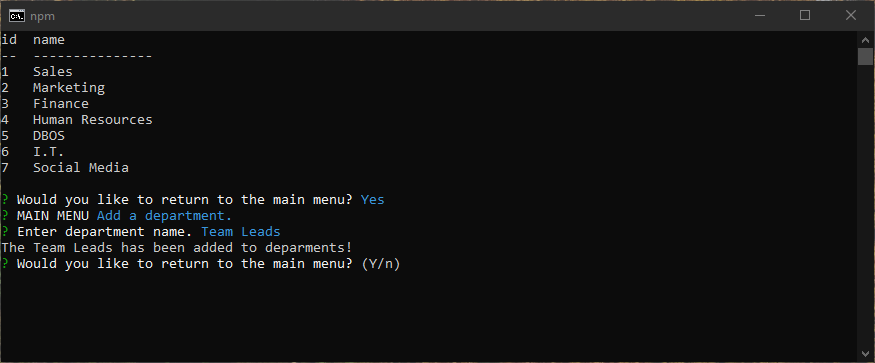 npm
id  name
--  ---------------
1   Sales
2   Marketing
3   Finance
4   Human Resources
5   DBOS
6   I.T.
7   Social Media
? Would you like to return to the main menu? Yes
? MAIN MENU Add a department.
? Enter department name. Team Leads
The Team Leads has been added to deparments!
? Would you like to return to the main menu? (Y/n)